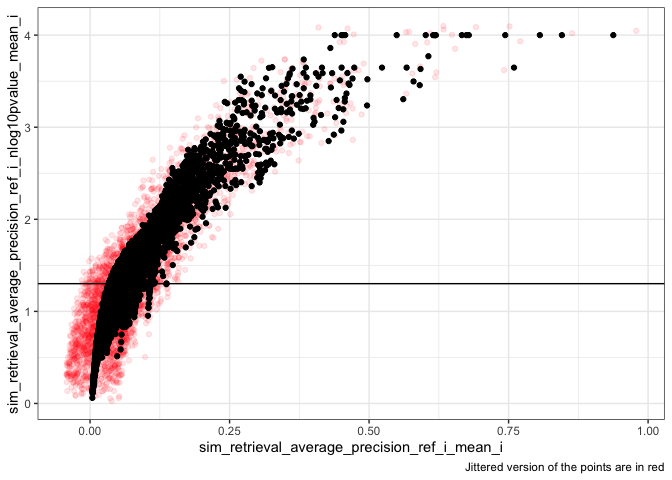 sim_retrieval_average_precision_ref_i_nlog10pvalue_mean_i
4
3
2
1
0
0.00 0.25 0.50 0.75 1.00
sim_retrieval_average_precision_ref_i_mean_i
Jittered version of the points are in red